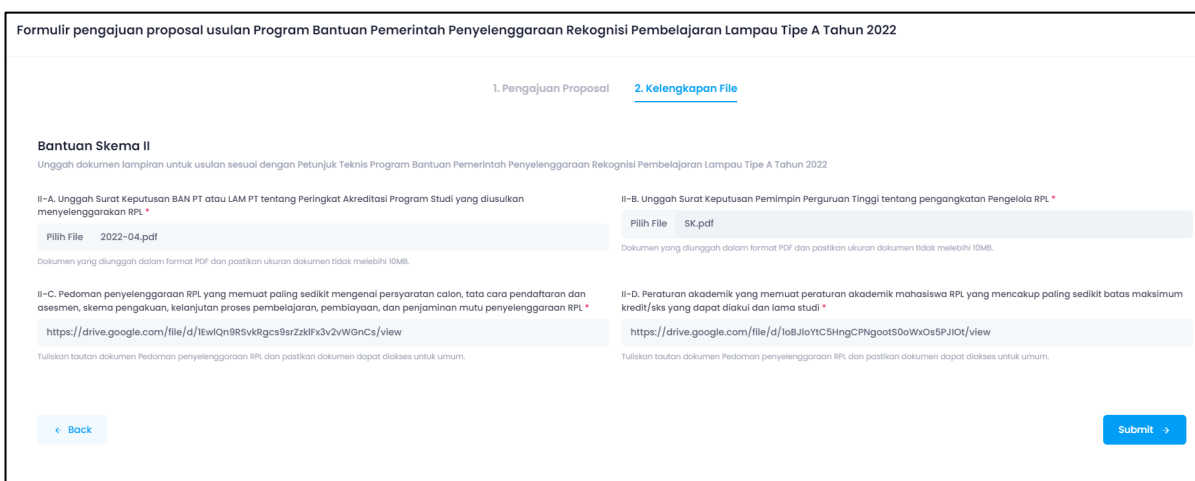 Formulir pengajuan proposal usulan Program Bantuan Pemerintah Penyelenggaraan Rekognisi Pembelajaran Lampau Tipe A Tahun 2022
1. Pengajuan Proposal
2. Kelengkapan File
Bantuan Skema II
Unggah dokumen lampiran untuk usulan sesuai dengan Petunjuk Teknis Program Bantuan Pemerintah Penyelenggaraan Rekognisi Pembelajaran Lampau Tipe A Tahun 2022
II-A. Unggah Surat Keputusan BAN PT atau LAM PT tentang Peringkat Akreditasi Program Studi yang diusulkan
menyelenggarakan RPL *
Pilih File 2022-04.pdf
Dokumen yang diunggah dalam format PDF dan pastikan ukuran dokumen tidak melebihi 10MB.
II-B. Unggah Surat Keputusan Pemimpin Perguruan Tinggi tentang pengangkatan Pengelola RPL *
Pilih File SK.pdf
Dokumen yang diunggah dalam format PDF dan pastikan ukuran dokumen tidak melebihi 10MB.
II-C. Pedoman penyelenggaraan RPL yang memuat paling sedikit mengenai persyaratan calon, tata cara pendaftaran dan
asesmen, skema pengakuan, kelanjutan proses pembelajaran, pembiayaan, dan penjaminan mutu penyelenggaraan RPL *
https://drive.google.com/file/d/1EwlQn9RSvkRgcs9srZzklFx3v2vWGnCs/view
Tuliskan tautan dokumen Pedoman penyelenggaraan RPL dan pastikan dokumen dapat diakses untuk umum.
II-D. Peraturan akademik yang memuat peraturan akademik mahasiswa RPL yang mencakup paling sedikit batas maksimum
kredit/sks yang dapat diakui dan lama studi *
https://drive.google.com/file/d/1oBJloYtC5HngCPNgootS0oWxOs5PJIOt/view
Tuliskan tautan dokumen Pedoman penyelenggaraan RPL dan pastikan dokumen dapat diakses untuk umum.
← Back
Submit →